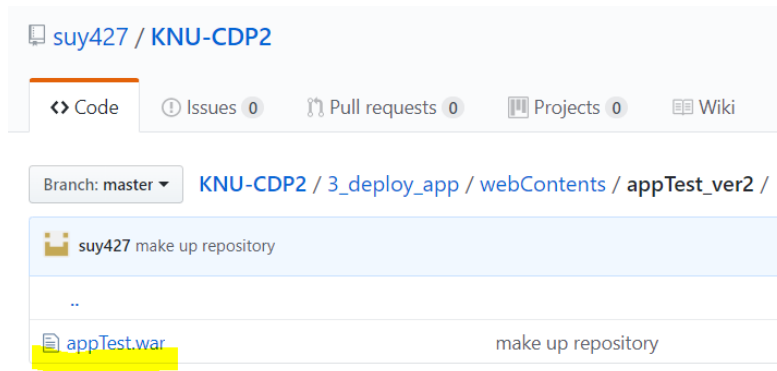 suy427 / KNU-CDP2
<> Code Issues 0 Pull requests 0 Projects 0 Wiki
Branch: master KNU-CDP2 / 3_deploy_app / webContents / appTest_ver2 /
suy427 make up repository
..
appTest.war make up repository